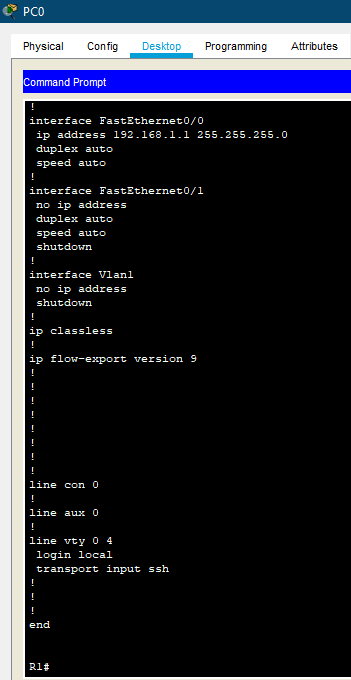 PC0
Physical Config Desktop Programming Attributes
Command Prompt
!
interface FastEthernet0/0
 ip address 192.168.1.1 255.255.255.0
 duplex auto
 speed auto
!
interface FastEthernet0/1
 no ip address
 duplex auto
 speed auto
 shutdown
!
interface Vlan1
 no ip address
 shutdown
!
ip classless
!
ip flow-export version 9
!
!
!
!
!
!
!
!
line con 0
!
line aux 0
!
line vty 0 4
 login local
 transport input ssh
!
!
!
end
R1#